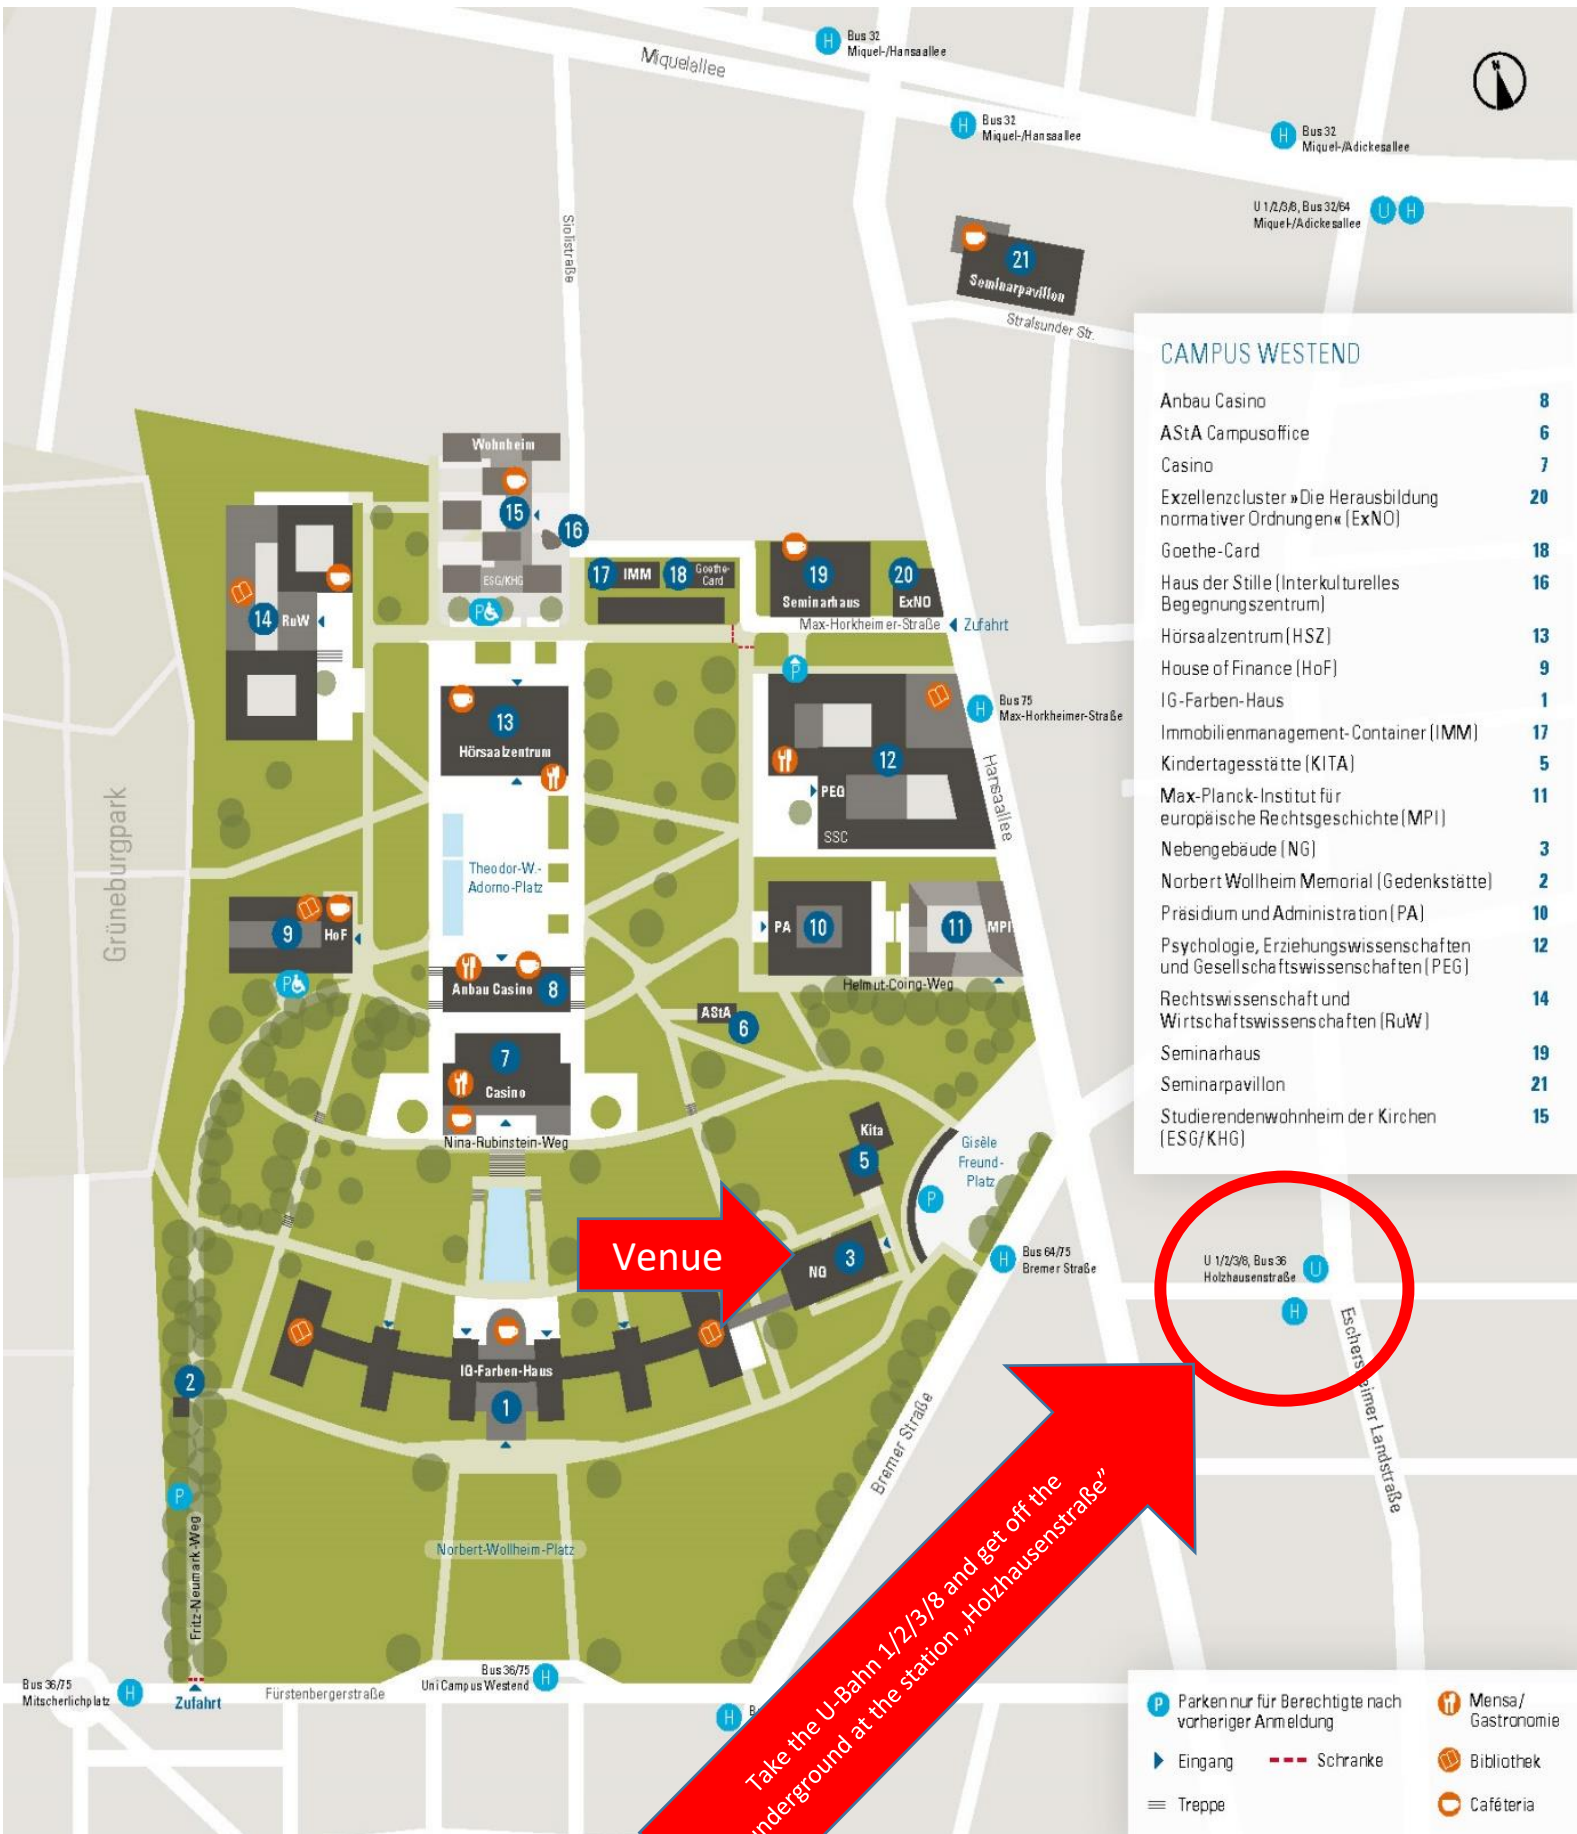 Bus 32
Miquel-/Hansaallee
Miquelallee
N
H
Bus 32
Miquel-/Hansaallee
H
Bus 32
Miquel-/Adickesallee
H
U 1/2/3/8, Bus 32/64
Miquel-/Adickesallee
U H
Siolistraße
21
Seminarpavillon
Stralsunder Str.
CAMPUS WESTEND
Anbau Casino 8
AStA Campusoffice 6
Casino 7
Exzellenzcluster »Die Herausbildung 20
normativer Ordnungen« (ExNO)
Goethe-Card 18
Haus der Stille (Interkulturelles 16
Begegnungszentrum)
Hörsaalzentrum (HSZ) 13
House of Finance (HoF) 9
IG-Farben-Haus 1
Immobilienmanagement-Container (IMM) 17
Kindertagesstätte (KITA) 5
Max-Planck-Institut für 11
europäische Rechtsgeschichte (MPI)
Nebengebäude (NG) 3
Norbert Wollheim Memorial (Gedenkstätte) 2
Präsidium und Administration (PA) 10
Psychologie, Erziehungswissenschaften 12
und Gesellschaftswissenschaften (PEG)
Rechtswissenschaft und 14
Wirtschaftswissenschaften (RuW)
Seminarhaus 19
Seminarpavillon 21
Studierendenwohnheim der Kirchen 15
(ESG/KHG)
Wohnheim
15
16
ESG/KHG
P
17 IMM
18 Goethe-
Card
19
Seminarhaus
20
ExNO
Max-Horkheimer-Straße
Zufahrt
14 RuW
P
13
Hörsaalzentrum
H
Bus 75
Max-Horkheimer-Straße
12
PEG
SSC
Hansaallee
Grüneburgpark
Theodor-W.-
Adorno-Platz
9 HoF
P
PA 10
11 MPI
Helmut-Coing-Weg
Anbau Casino 8
AStA
6
7
Casino
Nina-Rubinstein-Weg
Kita
5
Gisèle
Freund-
Platz
P
Venue
NG 3
H
Bus 64/75
Bremer Straße
U 1/2/3/8, Bus 36
Holzhausenstraße
U
H
Eschersheimer Landstraße
IG-Farben-Haus
1
2
P
Bremer Straße
Fritz-Neumark-Weg
Norbert-Wollheim-Platz
Take the U-Bahn 1/2/3/8 and get off the
underground at the station „Holzhausenstraße”
Bus 36/75
Mitscherlichplatz
H
Zufahrt
Fürstenbergerstraße
Bus 36/75
Uni Campus Westend
H
H
P Parken nur für Berechtigte nach
vorheriger Anmeldung
Eingang
Schranke
Treppe
Mensa/
Gastronomie
Bibliothek
Caféteria